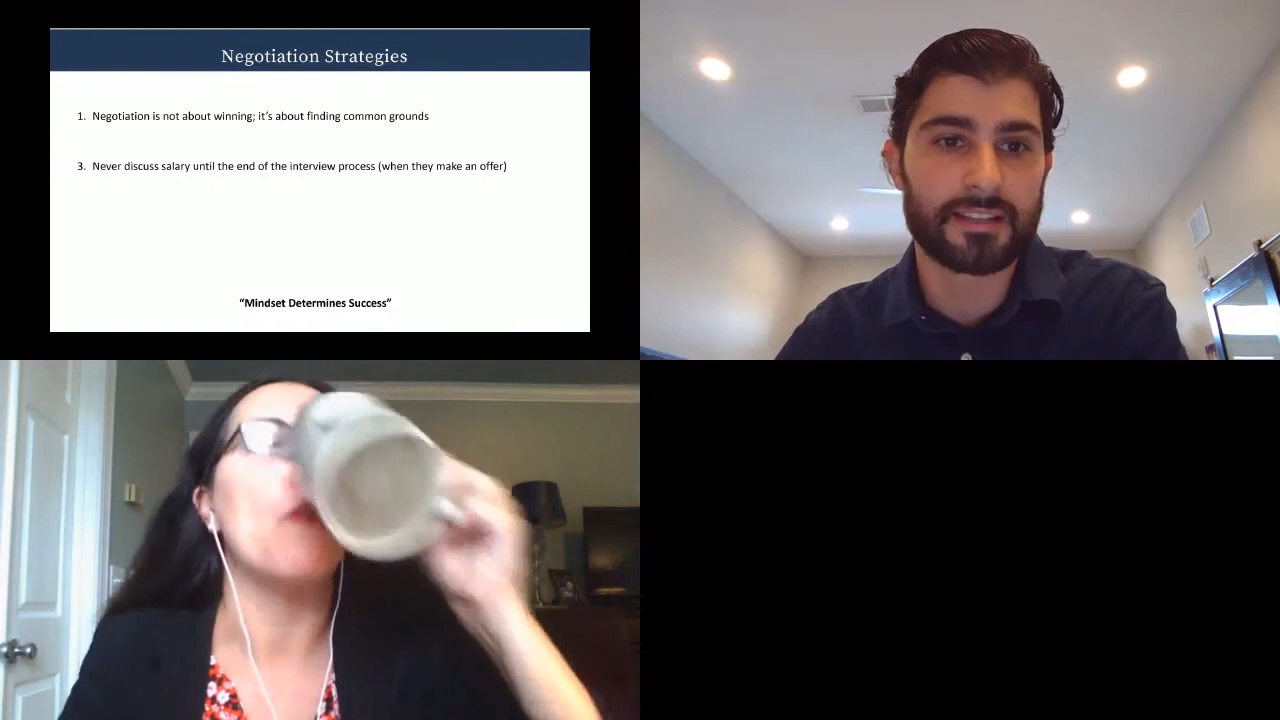 Negotiation Strategies
1. Negotiation is not about winning; it's about finding common grounds
3. Never discuss salary until the end of the interview process (when they make an offer)
“Mindset Determines Success”